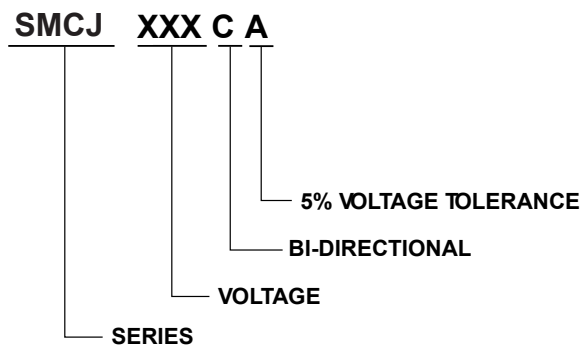 SMCJ XXX C A
5% VOLTAGE TOLERANCE
BI-DIRECTIONAL
VOLTAGE
SERIES